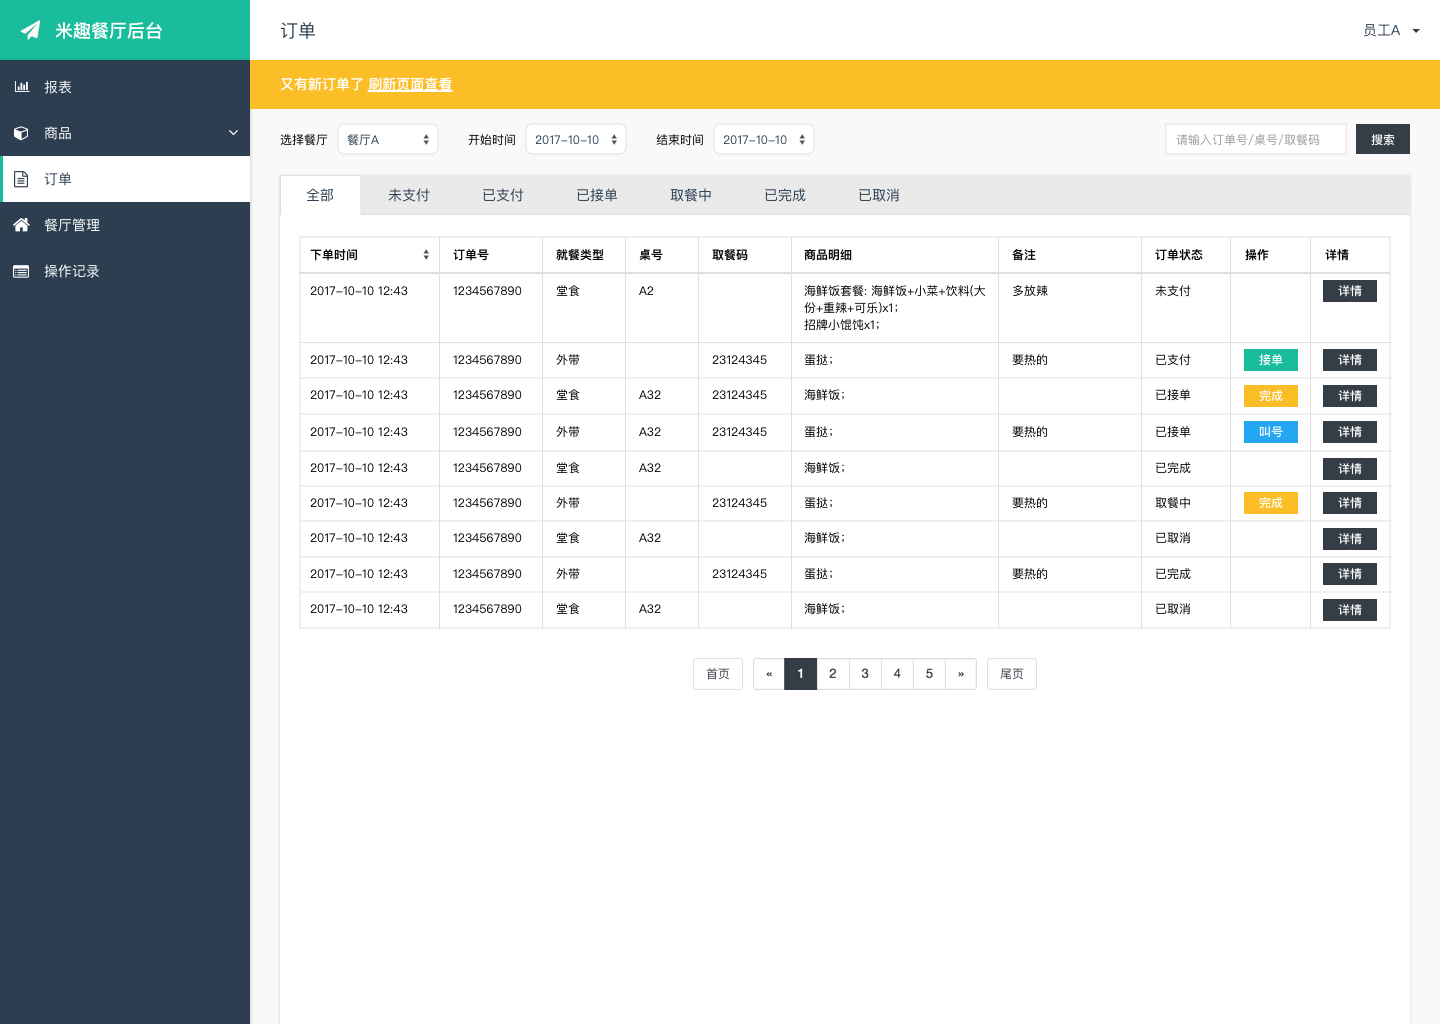 米趣餐厅后台
订单
员工A
报表
商品
订单
餐厅管理
操作记录
又有新订单了 刷新页面查看
选择餐厅 餐厅A 开始时间 2017-10-10 结束时间 2017-10-10 请输入订单号/桌号/取餐码 搜索
全部 未支付 已支付 已接单 取餐中 已完成 已取消
下单时间 订单号 就餐类型 桌号 取餐码 商品明细 备注 订单状态 操作 详情
2017-10-10 12:43 1234567890 堂食 A2 海鲜饭套餐: 海鲜饭+小菜+饮料(大 多放辣 未支付 详情
份+重辣+可乐)x1;
招牌小馄饨x1;
2017-10-10 12:43 1234567890 外带 23124345 蛋挞; 要热的 已支付 接单 详情
2017-10-10 12:43 1234567890 堂食 A32 23124345 海鲜饭; 已接单 完成 详情
2017-10-10 12:43 1234567890 外带 A32 23124345 蛋挞; 要热的 已接单 叫号 详情
2017-10-10 12:43 1234567890 堂食 A32 海鲜饭; 已完成 详情
2017-10-10 12:43 1234567890 外带 23124345 蛋挞; 要热的 取餐中 完成 详情
2017-10-10 12:43 1234567890 堂食 A32 海鲜饭; 已取消 详情
2017-10-10 12:43 1234567890 外带 23124345 蛋挞; 要热的 已完成 详情
2017-10-10 12:43 1234567890 堂食 A32 海鲜饭; 已取消 详情
首页 « 1 2 3 4 5 » 尾页